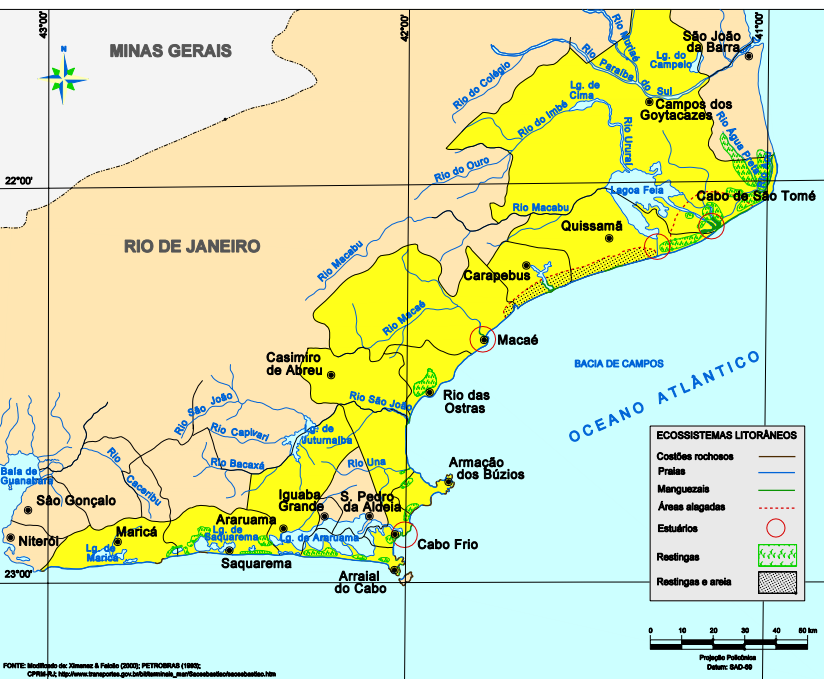 43°00'
42°00'
41°00'
MINAS GERAIS
N
Rio Muriaé
São João
da Barra
Lg. do
Campelo
Rio Paraíba do Sul
Rio do Colégio
Lg. de
Cima
Campos dos
Goytacazes
Rio do Imbé
Rio Ururaí
Rio Água Preta
Rio Açu
Rio do Ouro
22°00'
Lagoa Feia
Cabo de São Tomé
Rio Macabu
Quissamã
RIO DE JANEIRO
Rio Macabu
Carapebus
Rio Macaé
Macaé
Casimiro
de Abreu
BACIA DE CAMPOS
OCEANO ATLÂNTICO
Rio das
Ostras
Rio São João
Rio São João
Rio Capivari
Lg. de
Juturnaíba
Rio Bacaxá
Rio Una
Rio Caceribu
Baía de
Guanabara
Armação
dos Búzios
São Gonçalo
Iguaba
Grande
S. Pedro
da Aldeia
Niterói
Maricá
Araruama
Lg. de
Saquarema
Lg. de Araruama
Lg. de
Maricá
Cabo Frio
Saquarema
23°00'
Arraial
do Cabo
ECOSSISTEMAS LITORÂNEOS
Costões rochosos
Praias
Manguezais
Áreas alagadas
Estuários
Restingas
Restingas e areia
0 10 20 30 40 50 km
Projeção Policônica
Datum: SAD-69
FONTE: Modificado de: Ximenez & Falcão (2000); PETROBRAS (1993);